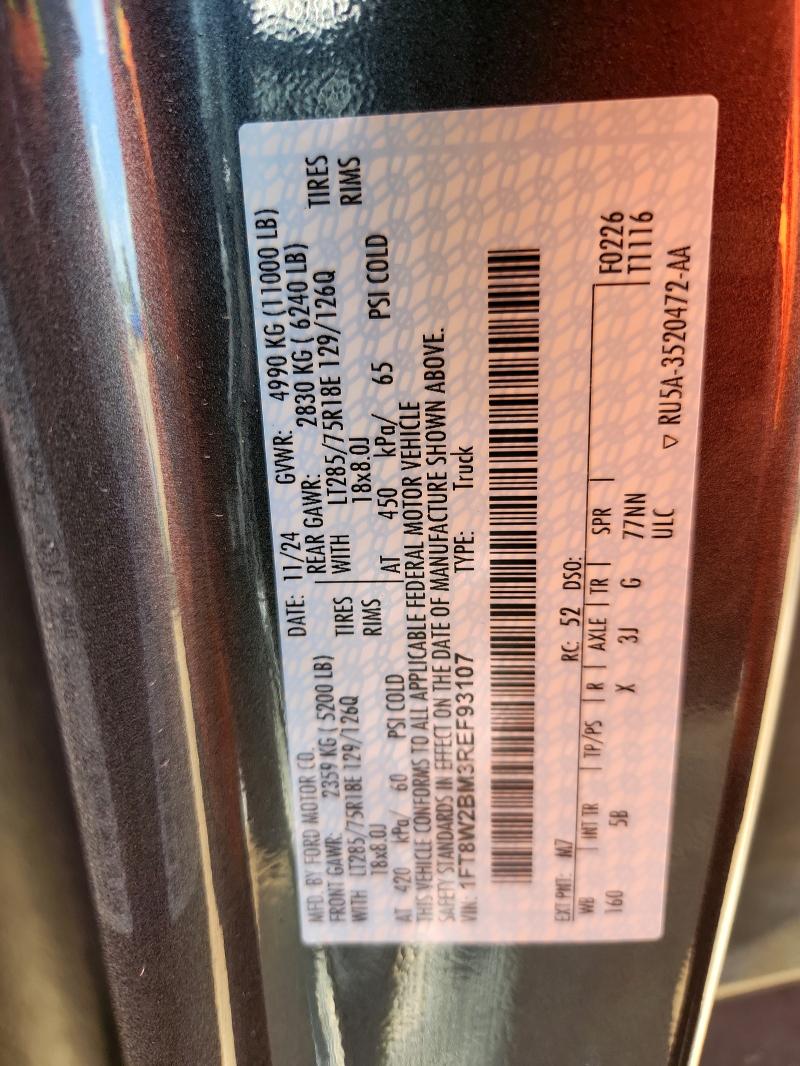 MFD. BY FORD MOTOR CO.
DATE: 11/24 GVWR: 4990 KG (11000 LB)
FRONT GAWR: 2359 KG ( 5200 LB) REAR GAWR: 2830 KG ( 6240 LB)
WITH LT285/75R18E 129/126Q TIRES WITH LT285/75R18E 129/126Q TIRES
18x8.0J RIMS 18x8.0J RIMS
AT 420 kPa/ 60 PSI COLD AT 450 kPa/ 65 PSI COLD
THIS VEHICLE CONFORMS TO ALL APPLICABLE FEDERAL MOTOR VEHICLE
SAFETY STANDARDS IN EFFECT ON THE DATE OF MANUFACTURE SHOWN ABOVE.
VIN: 1FT8W2BM3REF93107 TYPE: Truck
EXT PNT: M7 RC: 52 DSO: F0226
WB INT TR TP/PS R AXLE TR SPR T1116
160 5B X 3J G 77NN
ULC
▽ RU5A-3520472-AA